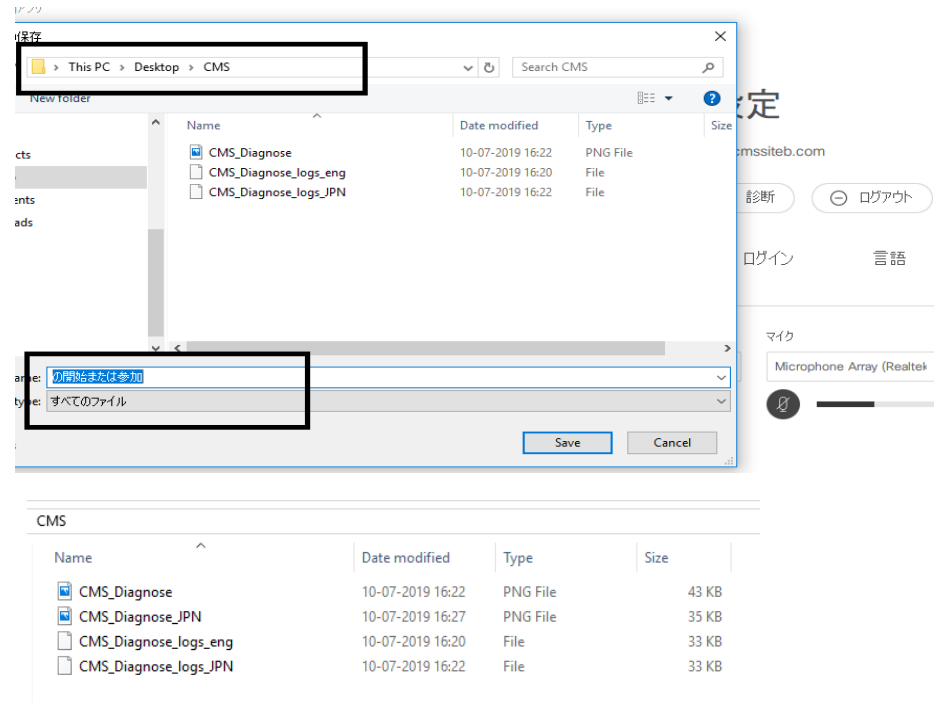 保存
This PC > Desktop > CMS
Search CMS
New folder
定
Name Date modified Type Size
cts
CMS_Diagnose 10-07-2019 16:22 PNG File
cmssiteb.com
CMS_Diagnose_logs_eng 10-07-2019 16:20 File
ents
CMS_Diagnose_logs_JPN 10-07-2019 16:22 File
診断
ログアウト
ads
ログイン
言語
マイク
Microphone Array (Realtek
ame: の開始または参加
type: すべてのファイル
Save
Cancel
CMS
Name Date modified Type Size
CMS_Diagnose 10-07-2019 16:22 PNG File 43 KB
CMS_Diagnose_JPN 10-07-2019 16:27 PNG File 35 KB
CMS_Diagnose_logs_eng 10-07-2019 16:20 File 33 KB
CMS_Diagnose_logs_JPN 10-07-2019 16:22 File 33 KB